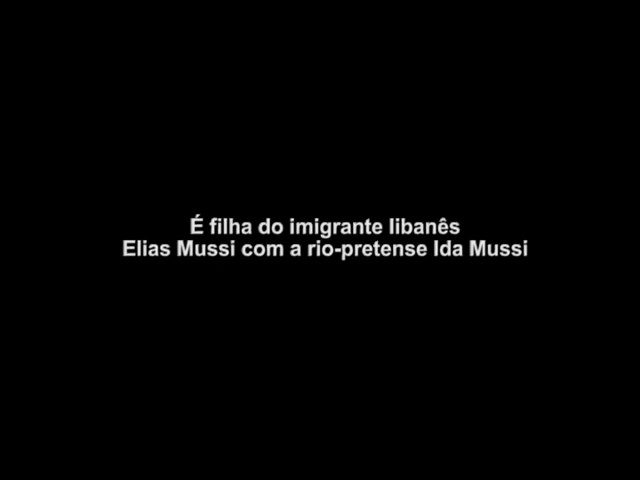 É filha do imigrante libanês
Elias Mussi com a rio-pretense Ida Mussi